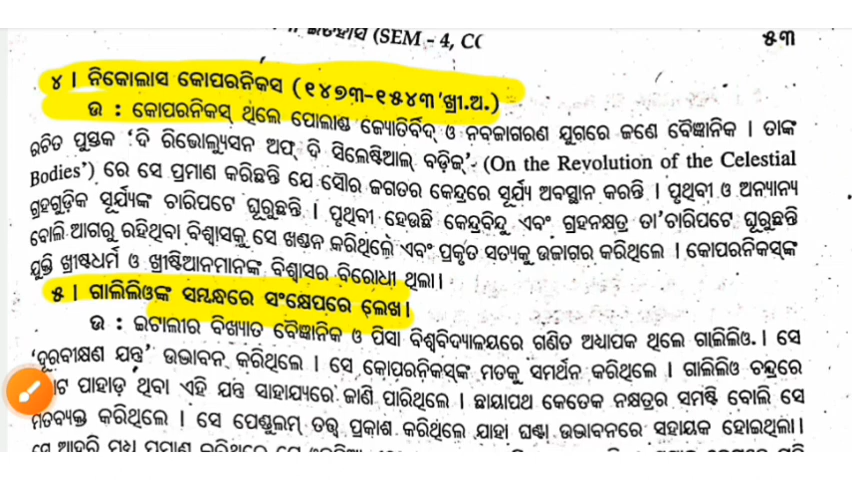 ଇତିହାସ (SEM - 4, C(
୫୩
୪ । ନିକୋଲାସ କୋପରନିକସ (୧୪୭୩-୧୫୪୩ ଖ୍ରୀ.ଅ.)
ଉ : କୋପରନିକସ୍ ଥିଲେ ପୋଲାଣ୍ଡ ଜ୍ୟୋତିର୍ବିଦ୍ ଓ ନବଜାଗରଣ ଯୁଗରେ ଜଣେ ବୈଜ୍ଞାନିକ । ତାଙ୍କ
ରଚିତ ପୁସ୍ତକ ‘ଦି ରିଭୋଲ୍ୟୁସନ ଅଫ୍ ଦି ସିଲେଷ୍ଟିଆଲ ବଡ଼ିଜ୍’- (On the Revolution of the Celestial
Bodies’) ରେ ସେ ପ୍ରମାଣ କରିଛନ୍ତି ଯେ ସୌର ଜଗତର କେନ୍ଦ୍ରରେ ସୂର୍ଯ୍ୟ ଅବସ୍ଥାନ କରନ୍ତି । ପୃଥିବୀ ଓ ଅନ୍ୟାନ୍ୟ
ଗ୍ରହଗୁଡ଼ିକ ସୂର୍ଯ୍ୟଙ୍କ ଚାରିପଟେ ଘୂରୁଛନ୍ତି । ପୃଥିବୀ ହେଉଛି କେନ୍ଦ୍ରବିନ୍ଦୁ ଏବଂ ଗ୍ରହନକ୍ଷତ୍ର ତା’ଚାରିପଟେ ଘୂରୁଛନ୍ତି
ବୋଲି ଆଗରୁ ରହିଥିବା ବିଶ୍ୱାସକୁ ସେ ଖଣ୍ଡନ କରିଥିଲେ ଏବଂ ପ୍ରକୃତ ସତ୍ୟକୁ ଉଜାଗର କରିଥିଲେ । କୋପରନିକସ୍‌ଙ୍କ
ଯୁକ୍ତି ଖ୍ରୀଷ୍ଟଧର୍ମ ଓ ଖ୍ରୀଷ୍ଟିଆନମାନଙ୍କ ବିଶ୍ୱାସର ବିରୋଧୀ ଥିଲା।
୫ । ଗାଲିଲିଓଙ୍କ ସମ୍ବନ୍ଧରେ ସଂକ୍ଷେପରେ ଲେଖ।
ଉ : ଇଟାଲୀର ବିଖ୍ୟାତ ବୈଜ୍ଞାନିକ ଓ ପିସା ବିଶ୍ୱବିଦ୍ୟାଳୟରେ ଗଣିତ ଅଧ୍ୟାପକ ଥିଲେ ଗାଲିଲିଓ । ସେ
‘ଦୂରବୀକ୍ଷଣ ଯନ୍ତ୍ର’ ଉଦ୍ଭାବନ କରିଥିଲେ । ସେ କୋପରନିକସ୍‌ଙ୍କ ମତକୁ ସମର୍ଥନ କରିଥିଲେ । ଗାଲିଲିଓ ଚନ୍ଦ୍ରରେ
ପାହାଡ଼ ଥିବା ଏହି ଯନ୍ତ୍ର ସାହାଯ୍ୟରେ ଜାଣି ପାରିଥିଲେ । ଛାୟାପଥ କେତେକ ନକ୍ଷତ୍ରର ସମଷ୍ଟି ବୋଲି ସେ
ମତବ୍ୟକ୍ତ କରିଥିଲେ । ସେ ପେଣ୍ଡୁଲମ୍ ତତ୍ତ୍ୱ ପ୍ରକାଶ କରିଥିଲେ ଯାହା ଘଣ୍ଟା ଉଦ୍ଭାବନରେ ସହାୟକ ହୋଇଥିଲା।